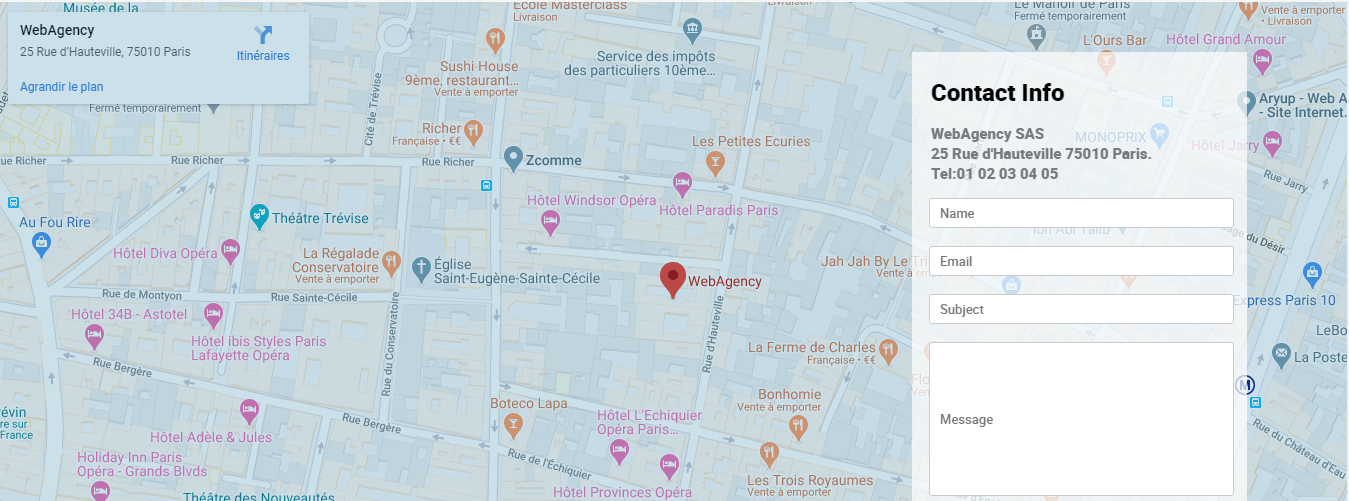 WebAgency
25 Rue d'Hauteville, 75010 Paris
Itinéraires
Agrandir le plan
Fermé temporairement
Musée de la
École Masterclass
Livraison
Sushi House
9ème, restaurant...
Vente à emporter
Service des impôts
des particuliers 10ème...
Le Manoir de Paris
Fermé temporairement
L'Ours Bar
Vente à emporter
• Livraison
Hôtel Grand Amour
Aryup - Web A
- Site Internet.
Cité de Trévise
Richer
Française • €€
Les Petites Ecuries
MONOPRIX
Hôtel Jarry
Rue Jarry
ue Richer
Rue Richer
Rue Richer
Zcomme
Contact Info
WebAgency SAS
25 Rue d'Hauteville 75010 Paris.
Tel:01 02 03 04 05
Name
Email
Subject
Message
Hôtel Windsor Opéra
Hôtel Paradis Paris
Au Fou Rire
Théâtre Trévise
Hôtel Diva Opéra
La Régalade
Conservatoire
Vente à emporter
Église
Saint-Eugène-Sainte-Cécile
WebAgency
Jah Jah By Le Tri
du Désir
Express Paris 10
Rue de Montyon
Rue Sainte-Cécile
Hôtel 34B - Astotel
Hôtel ibis Styles Paris
Lafayette Opéra
Rue du Conservatoire
Rue d'Hauteville
La Ferme de Charles
Française • €€
LeBo
La Poste
Rue Bergère
Rue Bergère
Boteco Lapa
Bonhomie
Vente à emporter
Hôtel L'Echiquier
Opéra Paris...
Rue de l'Échiquier
Rue du Château d'Eau
révin
re sur
France
Hôtel Adèle & Jules
Holiday Inn Paris
Opéra - Grands Blvds
Théâtre des Nouveautés
Hôtel Provinces Opéra
Les Trois Royaumes
Vente à emporter